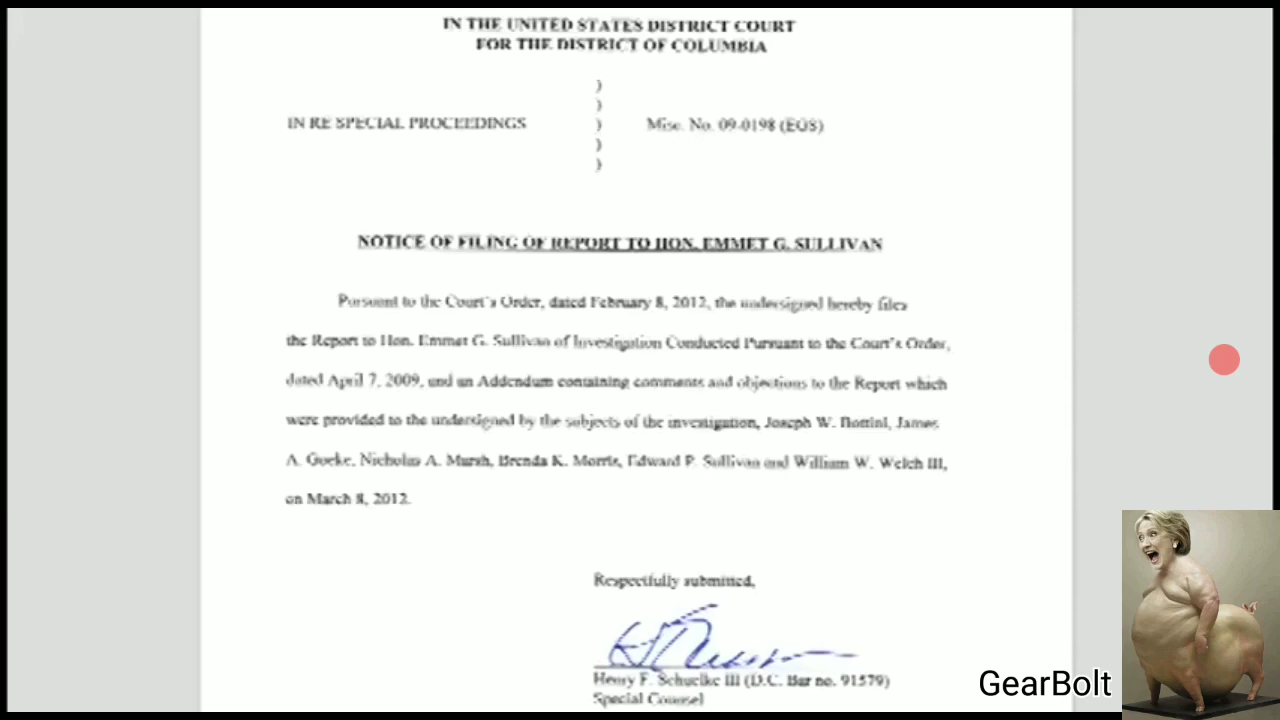 IN THE UNITED STATES DISTRICT COURT
FOR THE DISTRICT OF COLUMBIA
)
)
IN RE SPECIAL PROCEEDINGS ) Misc. No. 09-0198 (EGS)
)
)
NOTICE OF FILING OF REPORT TO HON. EMMET G. SULLIVAN
Pursuant to the Court's Order, dated February 8, 2012, the undersigned hereby files
the Report to Hon. Emmet G. Sullivan of Investigation Conducted Pursuant to the Court's Order,
dated April 7, 2009, and an Addendum containing comments and objections to the Report which
were provided to the undersigned by the subjects of the investigation, Joseph W. Bottini, James
A. Goeke, Nicholas A. Marsh, Brenda K. Morris, Edward P. Sullivan and William W. Welch III,
on March 8, 2012.
Respectfully submitted,
Henry F. Schuelke III (D.C. Bar no. 91579)
Special Counsel
GearBolt